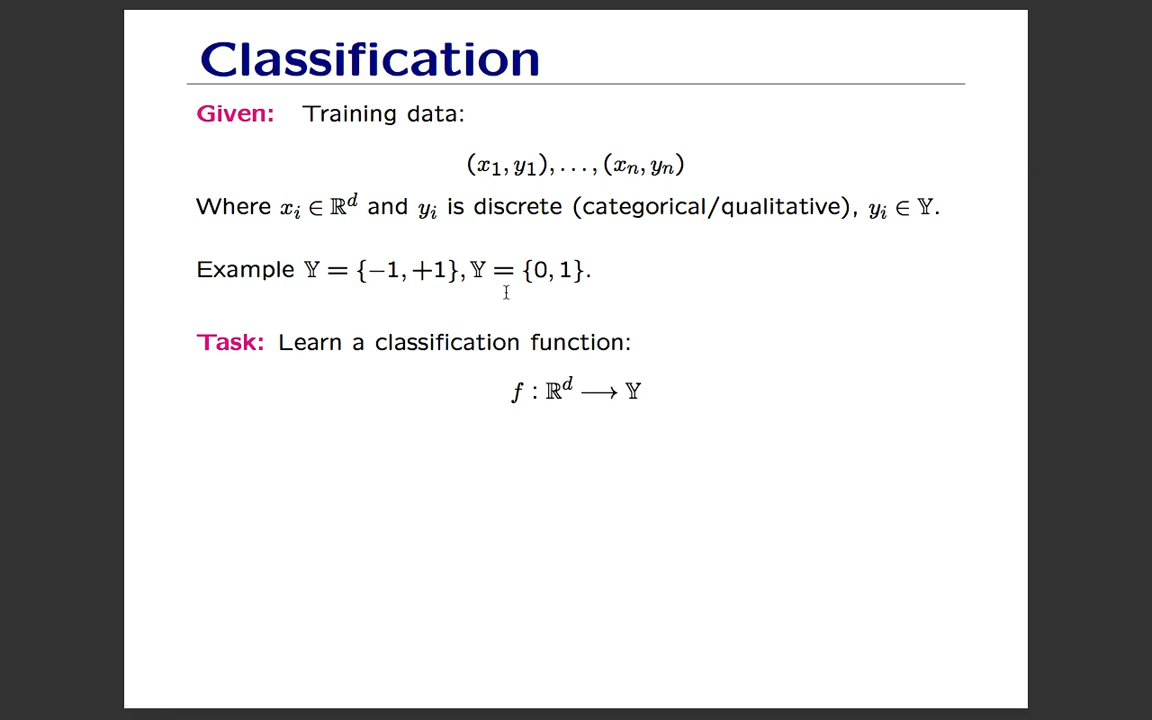 Classification
Given: Training data:
(x₁, y₁), . . . , (xₙ, yₙ)
Where xᵢ ∈ ℝᵈ and yᵢ is discrete (categorical/qualitative), yᵢ ∈ 𝕐.
Example 𝕐 = {−1, +1}, 𝕐 = {0, 1}.
Task: Learn a classification function:
f : ℝᵈ ⟶ 𝕐